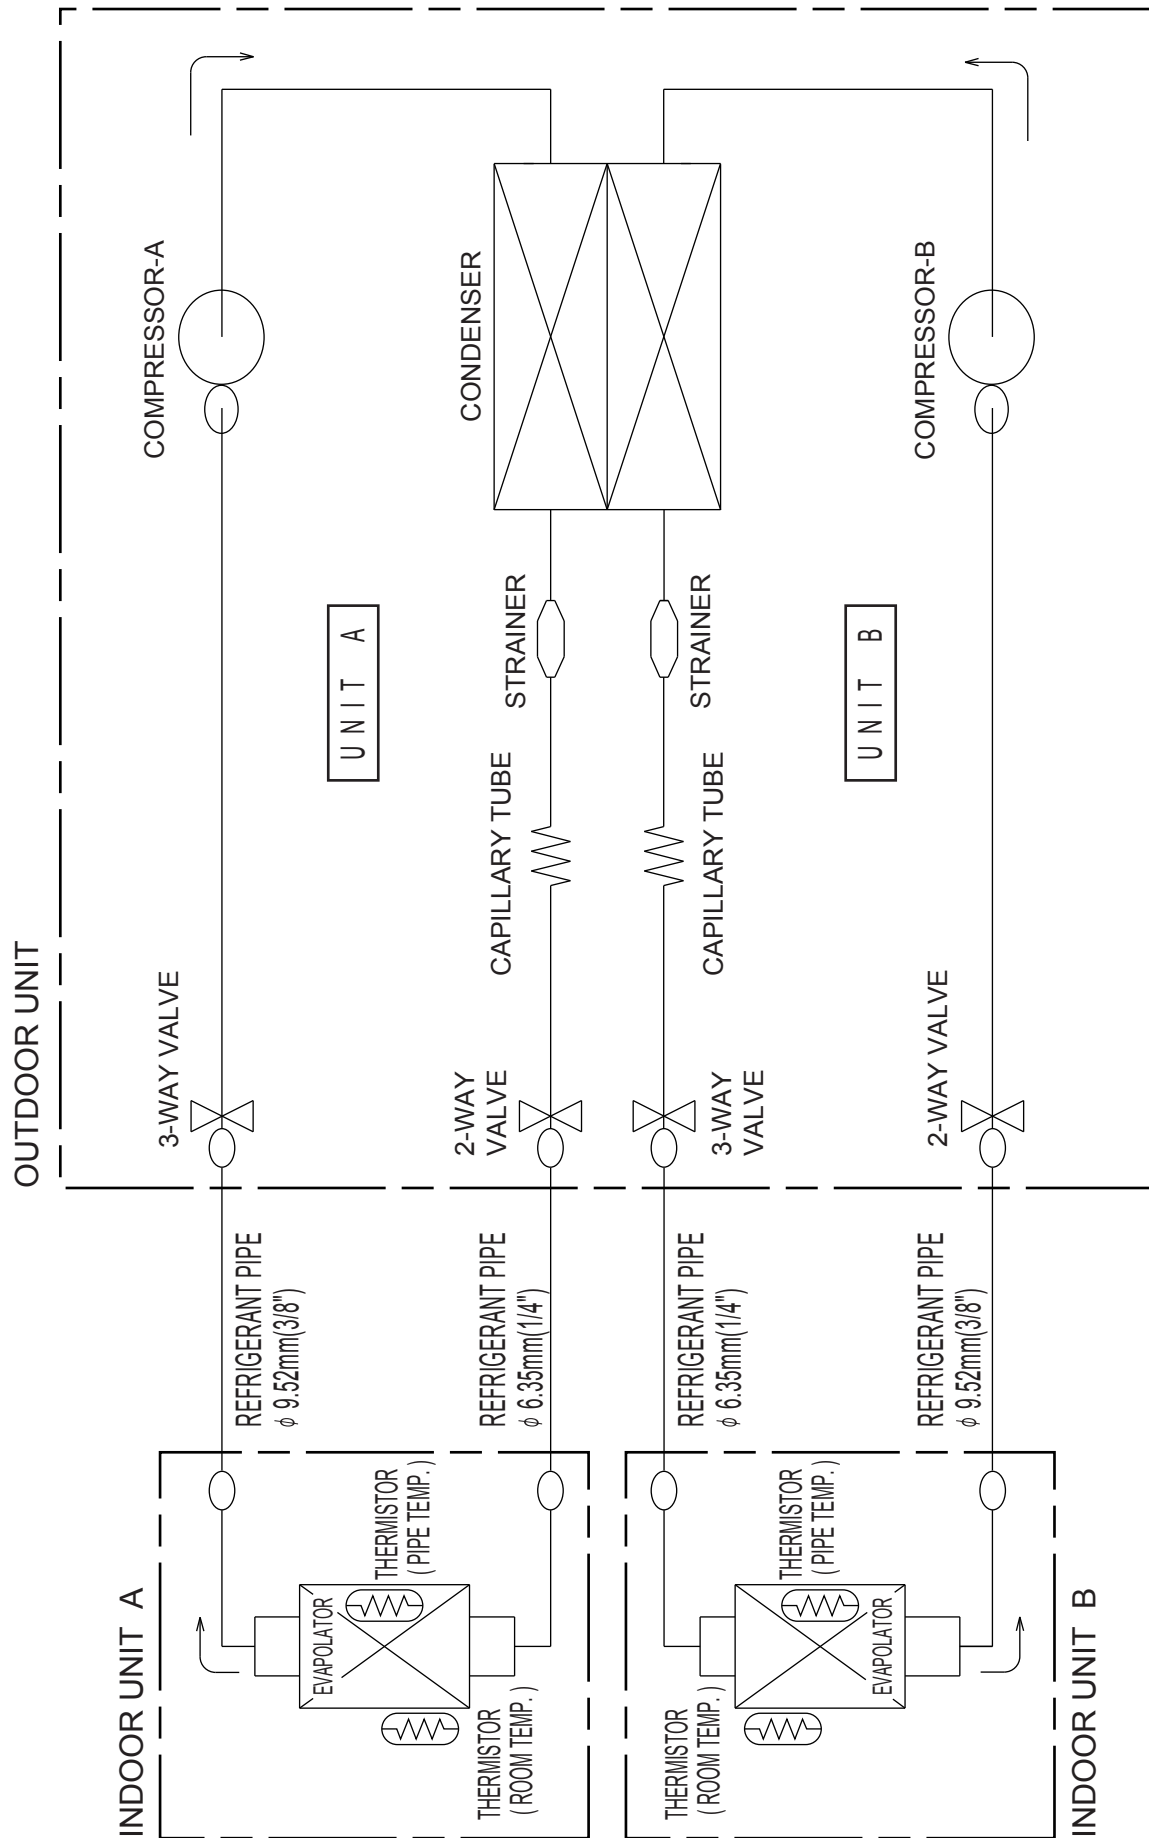 INDOOR UNIT A
OUTDOOR UNIT
REFRIGERANT PIPE
φ 9.52mm(3/8")
3-WAY VALVE
COMPRESSOR-A
EVAPOLATOR
THERMISTOR
( PIPE TEMP. )
UNIT A
THERMISTOR
( ROOM TEMP. )
REFRIGERANT PIPE
φ 6.35mm(1/4")
2-WAY
VALVE
CAPILLARY TUBE
STRAINER
CONDENSER
THERMISTOR
( ROOM TEMP. )
REFRIGERANT PIPE
φ 6.35mm(1/4")
3-WAY
VALVE
CAPILLARY TUBE
STRAINER
THERMISTOR
( PIPE TEMP. )
EVAPOLATOR
UNIT B
REFRIGERANT PIPE
φ 9.52mm(3/8")
2-WAY VALVE
COMPRESSOR-B
INDOOR UNIT B